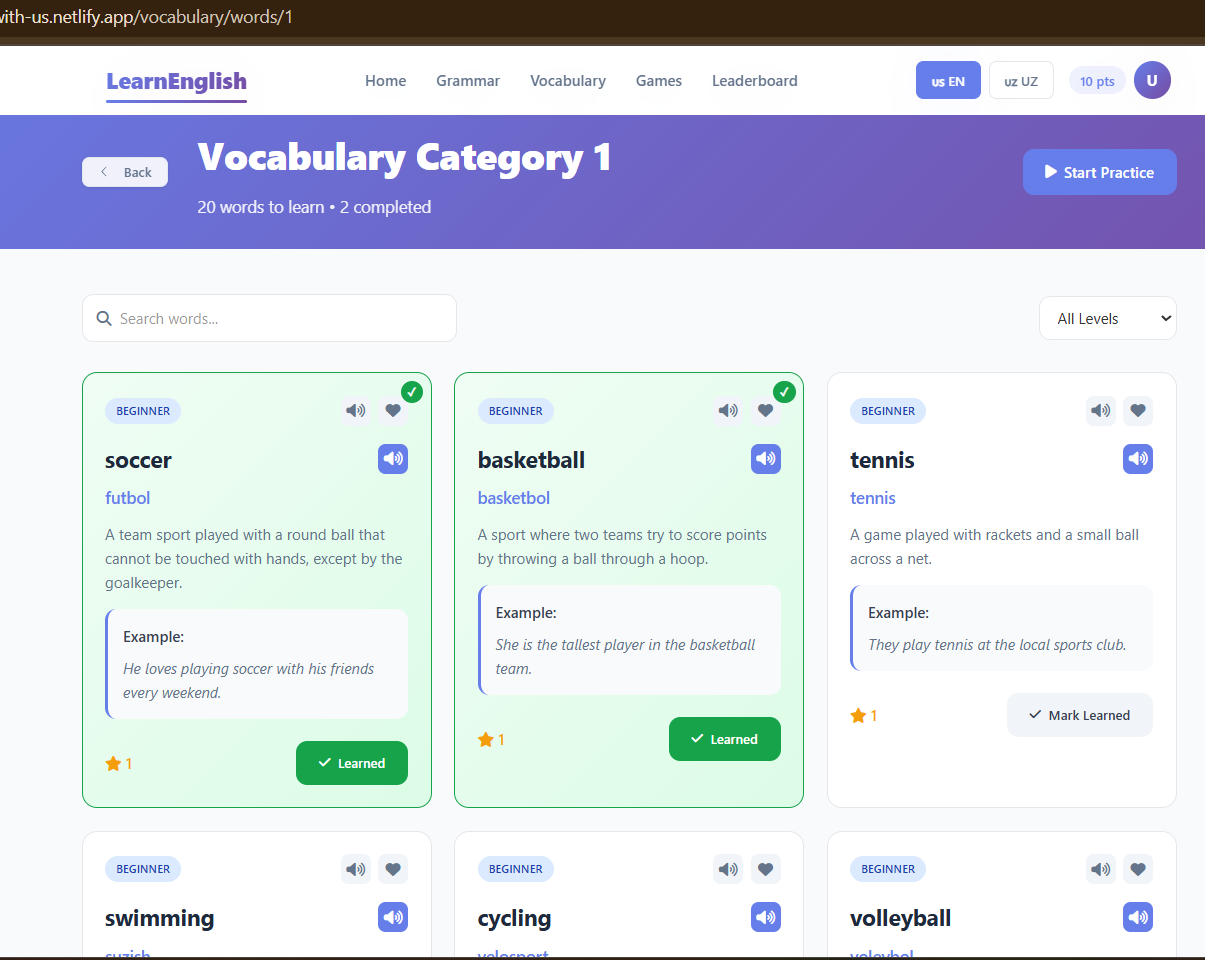 with-us.netlify.app/vocabulary/words/1
LearnEnglish
Home Grammar Vocabulary Games Leaderboard
us EN
uz UZ
10 pts
U
Back
Vocabulary Category 1
20 words to learn • 2 completed
Start Practice
Search words...
All Levels
BEGINNER
soccer
futbol
A team sport played with a round ball that
cannot be touched with hands, except by the
goalkeeper.
Example:
He loves playing soccer with his friends
every weekend.
1
Learned
BEGINNER
basketball
basketbol
A sport where two teams try to score points
by throwing a ball through a hoop.
Example:
She is the tallest player in the basketball
team.
1
Learned
BEGINNER
tennis
tennis
A game played with rackets and a small ball
across a net.
Example:
They play tennis at the local sports club.
1
Mark Learned
BEGINNER
swimming
suzish
BEGINNER
cycling
velosport
BEGINNER
volleyball
voleybol